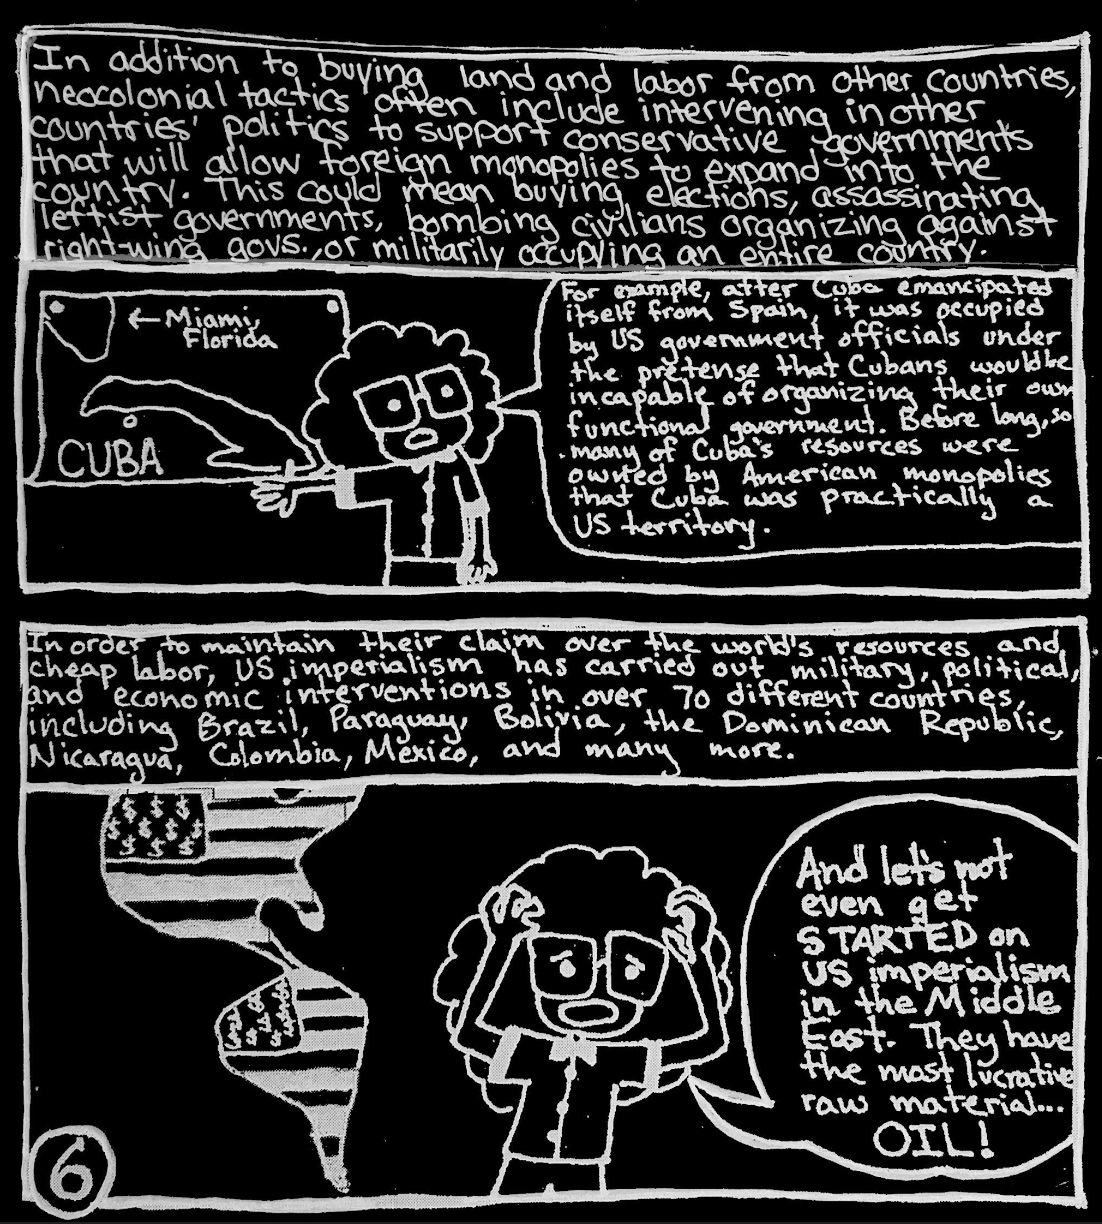 In addition to buying land and labor from other countries,
neocolonial tactics often include intervening in other
countries' politics to support conservative governments
that will allow foreign monopolies to expand into the
country. This could mean buying elections, assassinating
leftist governments, bombing civilians organizing against
right-wing govs., or militarily occupying an entire country.
← Miami,
Florida
CUBA
For example, after Cuba emancipated
itself from Spain, it was occupied
by US government officials under
the pretense that Cubans would be
incapable of organizing their own
functional government. Before long, so
many of Cuba's resources were
owned by American monopolies
that Cuba was practically a
US territory.
In order to maintain their claim over the world's resources and
cheap labor, US imperialism has carried out military, political,
and economic interventions in over 70 different countries,
including Brazil, Paraguay, Bolivia, the Dominican Republic,
Nicaragua, Colombia, Mexico, and many more.
$ $ $
$ $ $ $
$ $ $
And let's not
even get
STARTED on
US imperialism
in the Middle
East. They have
the most lucrative
raw material...
OIL!
6